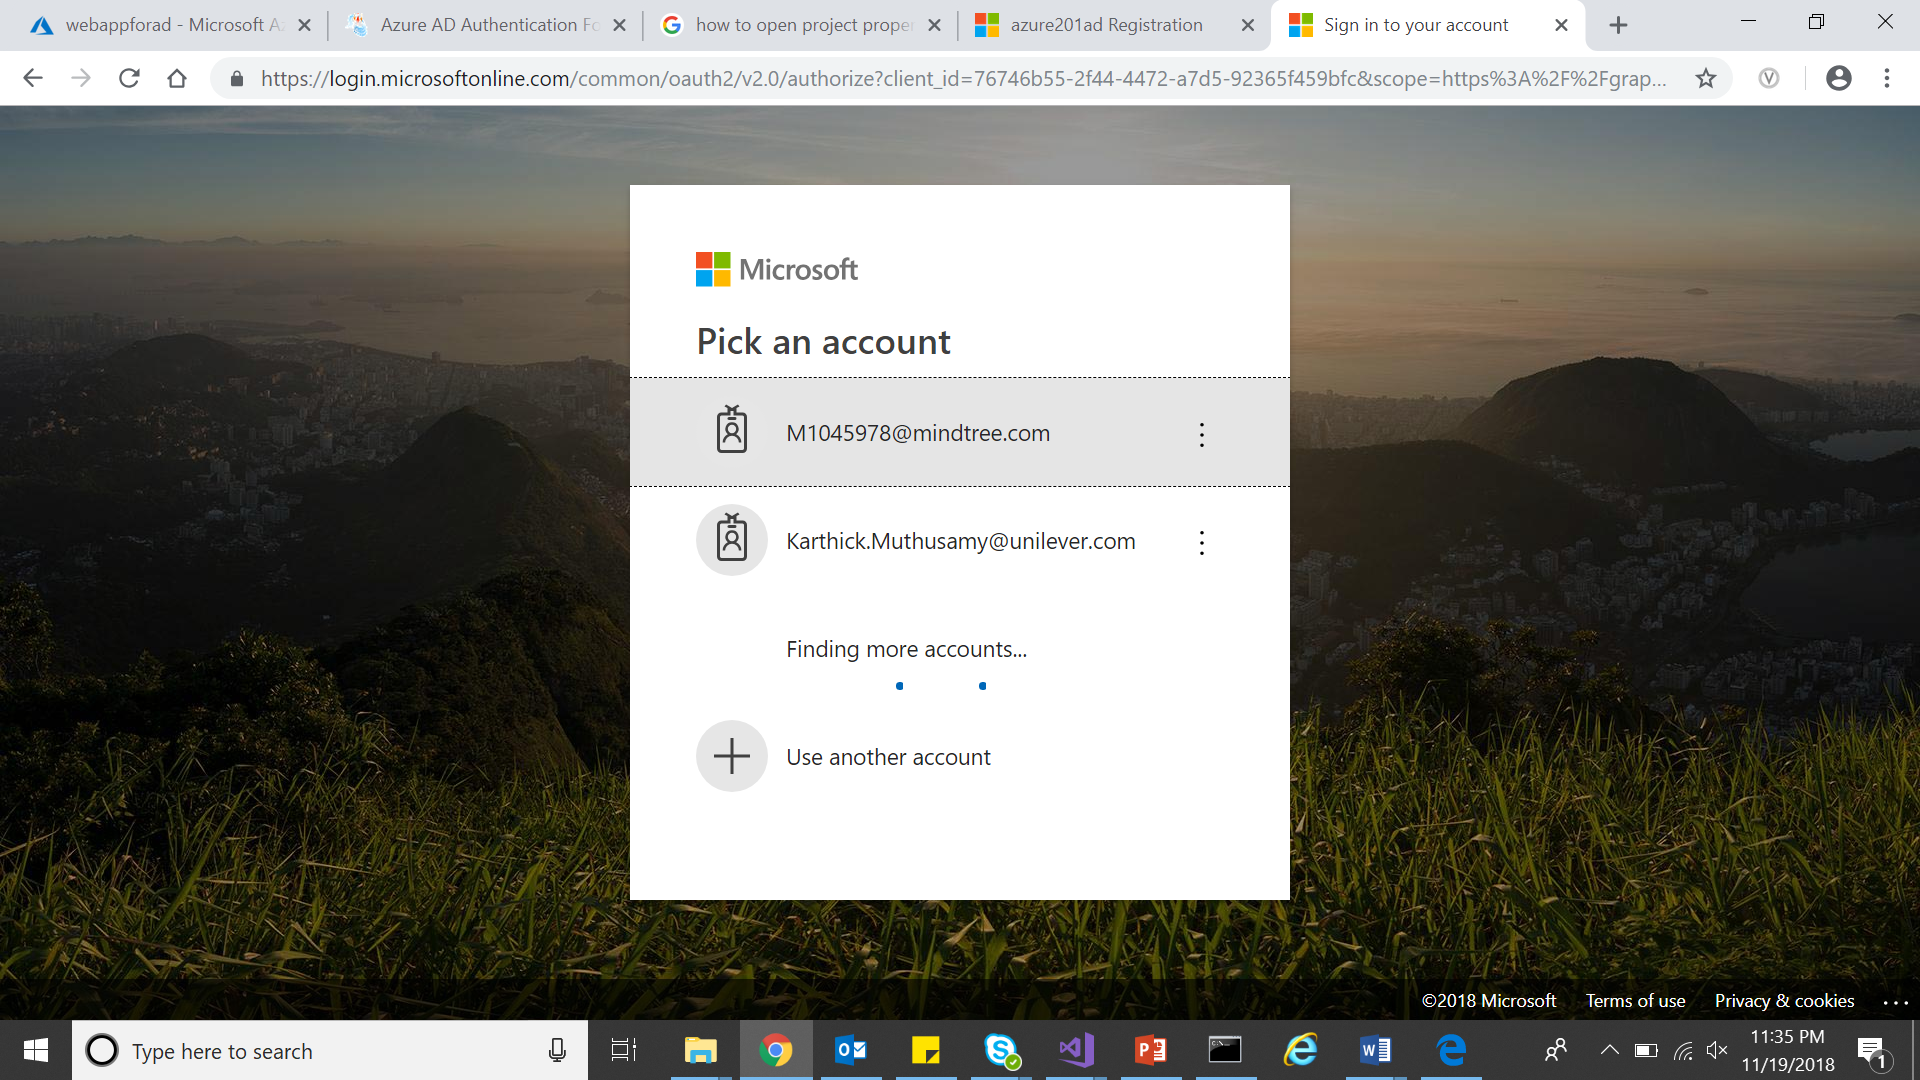 webappforad - Microsoft Az
Azure AD Authentication Fo
how to open project proper
azure201ad Registration
Sign in to your account
https://login.microsoftonline.com/common/oauth2/v2.0/authorize?client_id=76746b55-2f44-4472-a7d5-92365f459bfc&scope=https%3A%2F%2Fgrap...
Microsoft
Pick an account
M1045978@mindtree.com
Karthick.Muthusamy@unilever.com
Finding more accounts...
Use another account
©2018 Microsoft Terms of use Privacy & cookies ...
Type here to search
11:35 PM
11/19/2018
1